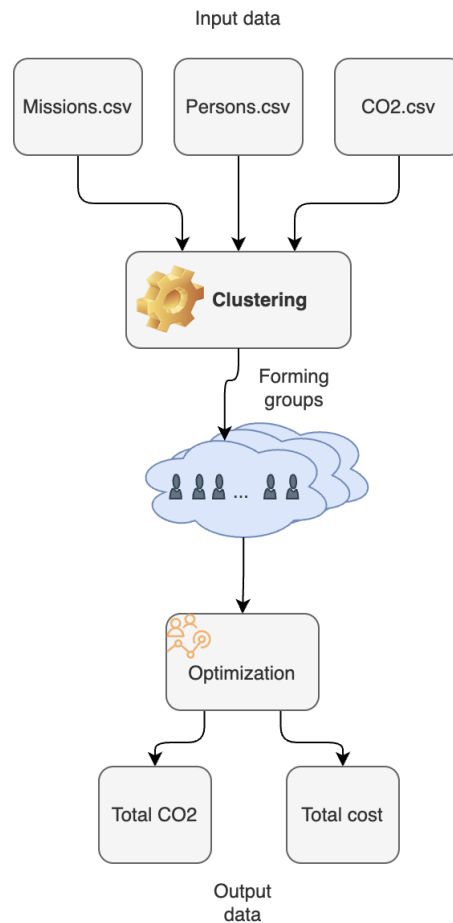 Input data
Missions.csv
Persons.csv
CO2.csv
Clustering
Forming
groups
...
Optimization
Total CO2
Total cost
Output
data